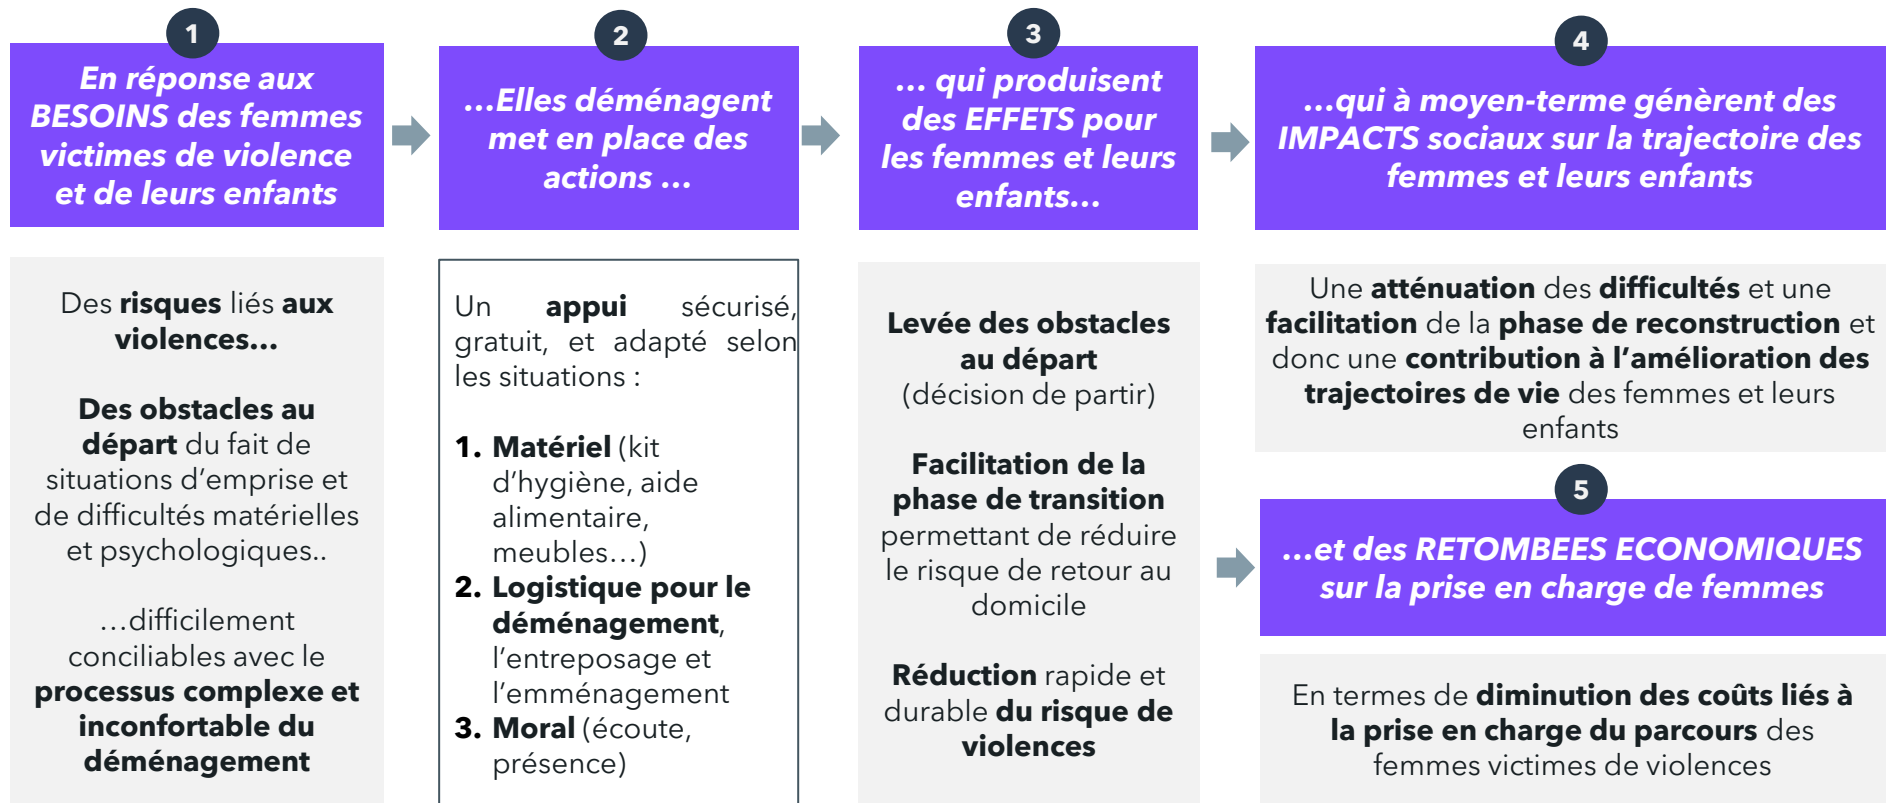 1
En réponse aux
BESOINS des femmes
victimes de violence
et de leurs enfants
Des risques liés aux
violences…
Des obstacles au
départ du fait de
situations d'emprise et
de difficultés matérielles
et psychologiques..
…difficilement
conciliables avec le
processus complexe et
inconfortable du
déménagement
2
…Elles déménagent
met en place des
actions …
Un appui sécurisé,
gratuit, et adapté selon
les situations :
1. Matériel (kit
d'hygiène, aide
alimentaire,
meubles…)
2. Logistique pour le
déménagement,
l'entreposage et
l'emménagement
3. Moral (écoute,
présence)
3
… qui produisent
des EFFETS pour
les femmes et leurs
enfants…
Levée des obstacles
au départ
(décision de partir)
Facilitation de la
phase de transition
permettant de réduire
le risque de retour au
domicile
Réduction rapide et
durable du risque de
violences
4
…qui à moyen-terme génèrent des
IMPACTS sociaux sur la trajectoire des
femmes et leurs enfants
Une atténuation des difficultés et une
facilitation de la phase de reconstruction et
donc une contribution à l'amélioration des
trajectoires de vie des femmes et leurs
enfants
5
…et des RETOMBEES ECONOMIQUES
sur la prise en charge de femmes
En termes de diminution des coûts liés à
la prise en charge du parcours des
femmes victimes de violences